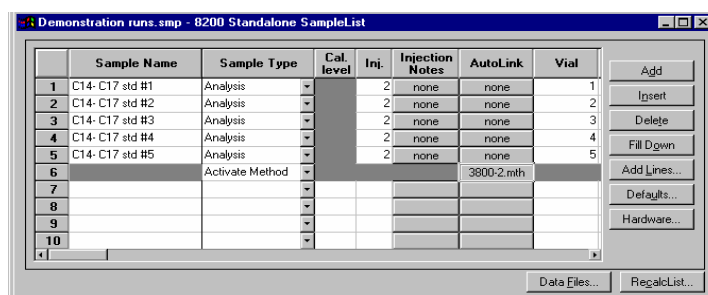 Demonstration runs.smp - 8200 Standalone SampleList
Sample Name Sample Type Cal. level Inj. Injection Notes AutoLink Vial
1 C14- C17 std #1 Analysis 2 none none 1
2 C14- C17 std #2 Analysis 2 none none 2
3 C14- C17 std #3 Analysis 2 none none 3
4 C14- C17 std #4 Analysis 2 none none 4
5 C14- C17 std #5 Analysis 2 none none 5
6 Activate Method 3800-2.mth
7
8
9
10
Add
Insert
Delete
Fill Down
Add Lines...
Defaults...
Hardware...
Data Files...
RecalcList...